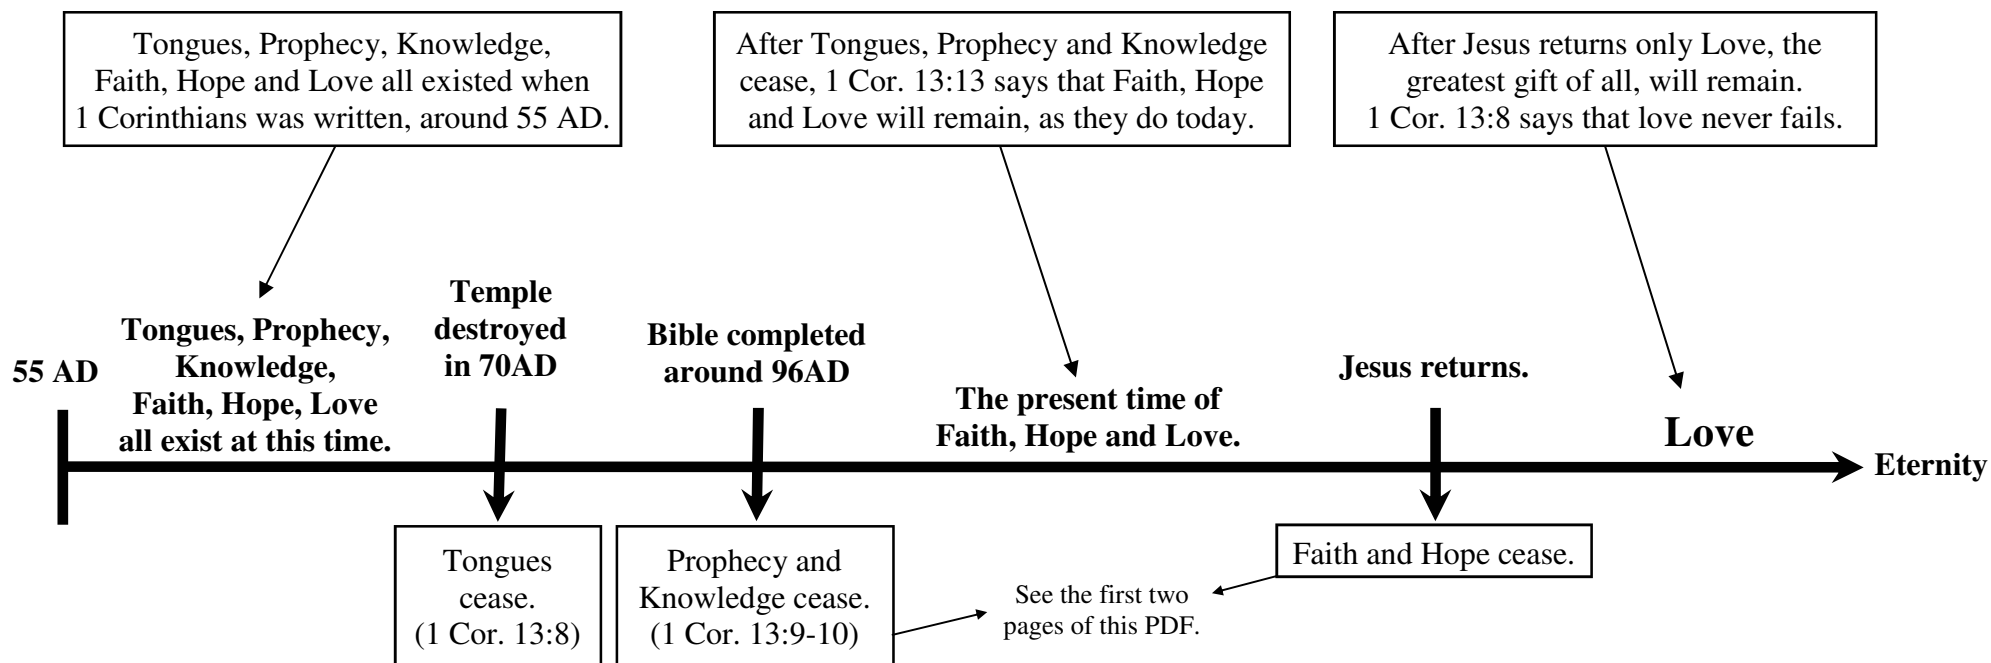 Tongues, Prophecy, Knowledge,
Faith, Hope and Love all existed when
1 Corinthians was written, around 55 AD.
After Tongues, Prophecy and Knowledge
cease, 1 Cor. 13:13 says that Faith, Hope
and Love will remain, as they do today.
After Jesus returns only Love, the
greatest gift of all, will remain.
1 Cor. 13:8 says that love never fails.
55 AD
Tongues, Prophecy,
Knowledge,
Faith, Hope, Love
all exist at this time.
Temple
destroyed
in 70AD
Bible completed
around 96AD
The present time of
Faith, Hope and Love.
Jesus returns.
Love
Eternity
Tongues
cease.
(1 Cor. 13:8)
Prophecy and
Knowledge cease.
(1 Cor. 13:9-10)
See the first two
pages of this PDF.
Faith and Hope cease.